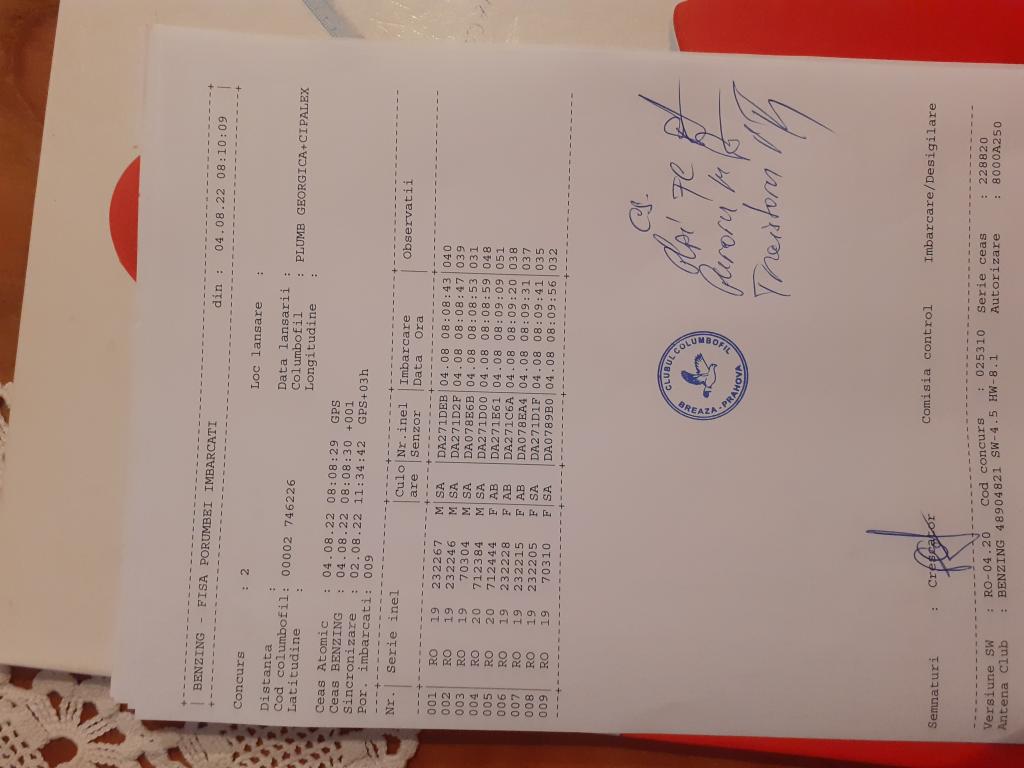 BENZING - FISA PORUMBEI IMBARCATI din : 04.08.22 08:10:09
Concurs : 2
Loc lansare :
Distanta :
Data lansarii :
Cod columbofil: 00002 746226 Columbofil : PLUMB GEORGICA+CIPALEX
Latitudine : Longitudine :
Ceas Atomic : 04.08.22 08:08:29 GPS
Ceas BENZING : 04.08.22 08:08:30 +001
Sincronizare : 02.08.22 11:34:42 GPS+03h
Por. imbarcati: 009
Nr.| Serie inel |Culo|Nr.inel |Imbarcare | Observatii
|are |Senzor |Data Ora
001 RO 19 232267 M SA DA271DEB 04.08 08:08:43 040
002 RO 19 232246 M SA DA271D2F 04.08 08:08:47 039
003 RO 19 70304 M SA DA078E6B 04.08 08:08:53 031
004 RO 20 712384 M SA DA271D00 04.08 08:08:59 048
005 RO 20 712444 F AB DA271E61 04.08 08:09:09 051
006 RO 19 232228 F AB DA271C6A 04.08 08:09:20 038
007 RO 19 232225 F AB DA078EA4 04.08 08:09:31 037
008 RO 19 232205 F SA DA271D1F 04.08 08:09:41 035
009 RO 19 70310 F SA DA0789B0 04.08 08:09:56 032
CLUBUL COLUMBOFIL
BREAZA - PRAHOVA
Semnaturi : Crescator Comisia control Imbarcare/Desigilare
Versiune SW : RO-04.20 Cod concurs : 025310 Serie ceas : 228820
Antena Club : BENZING 48904821 SW-4.5 HW-8.1 Autorizare : 8000A250